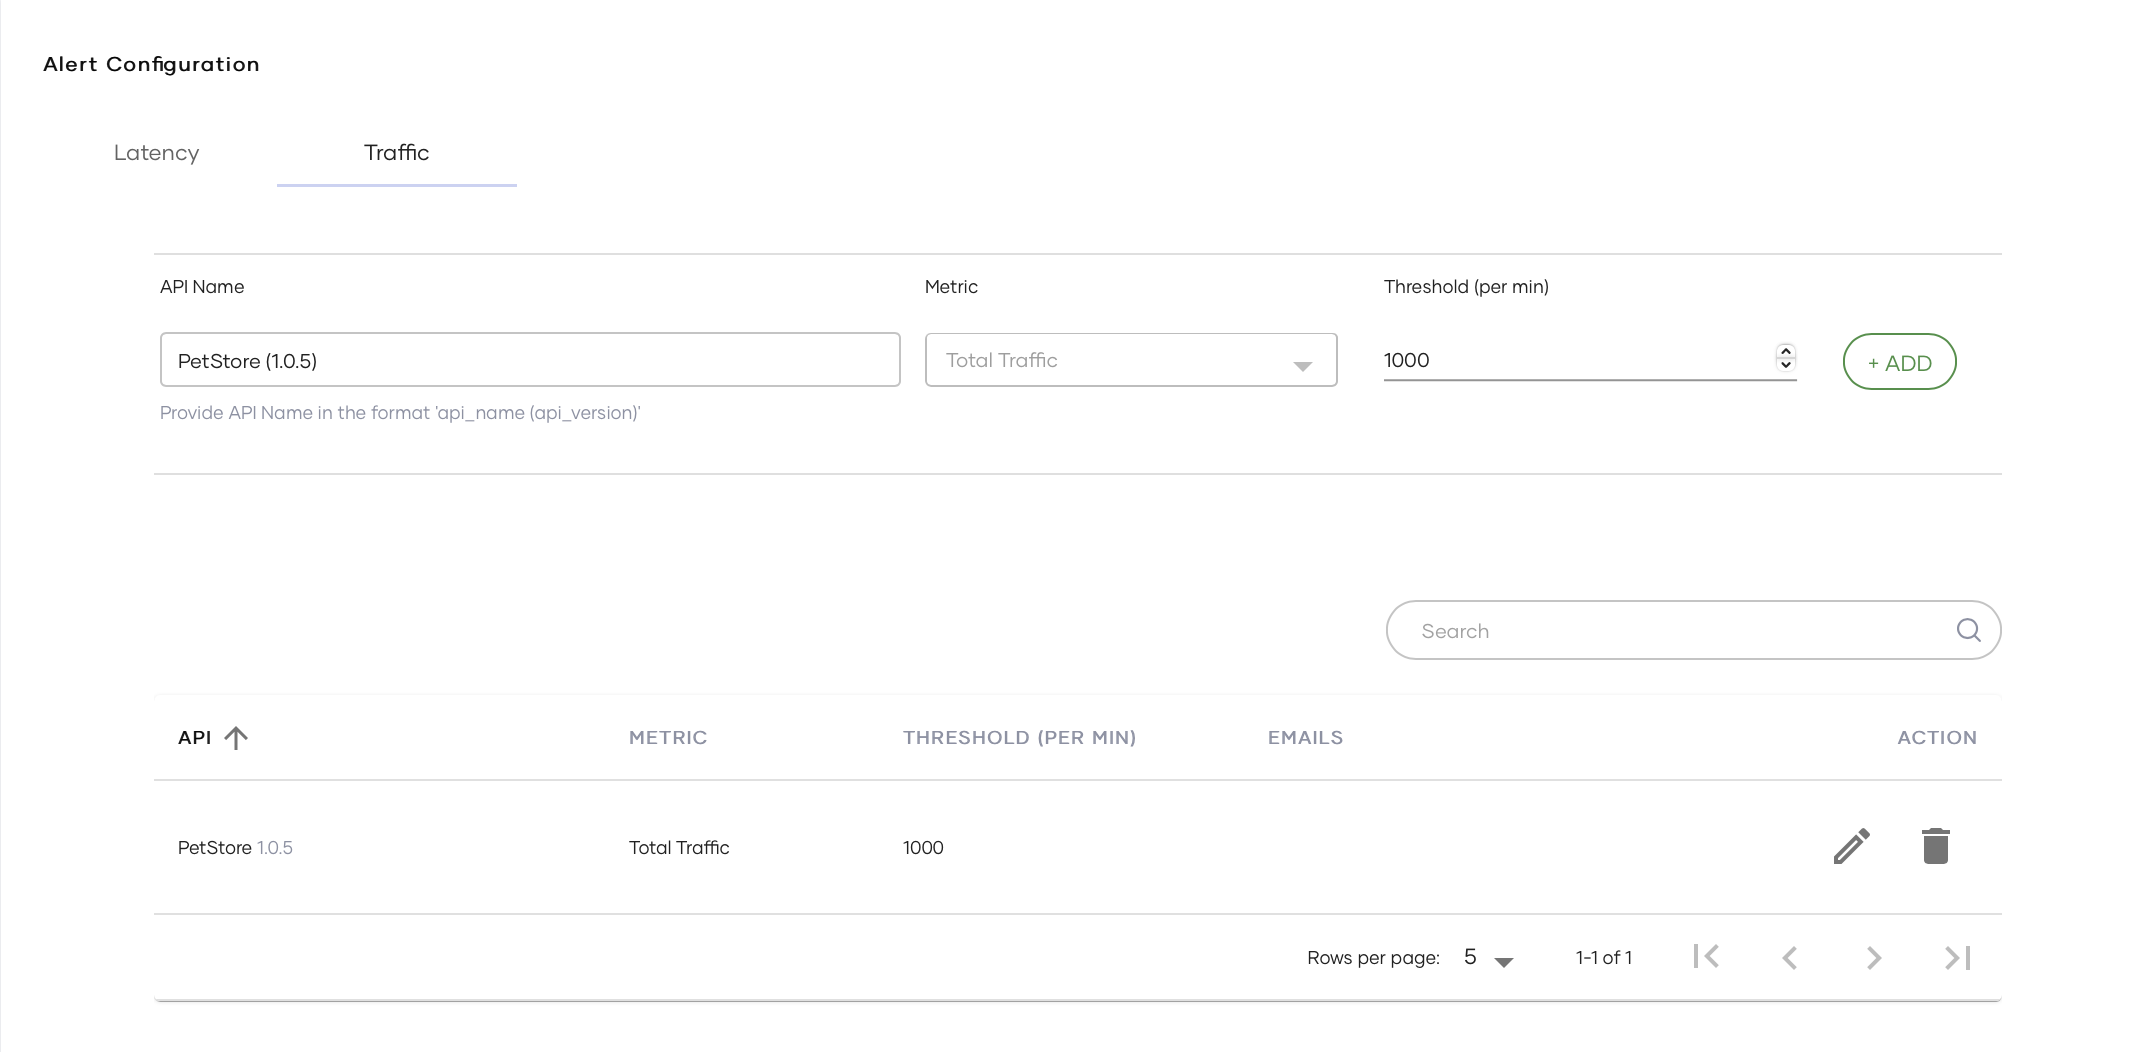 Alert Configuration
Latency
Traffic
API Name
Metric
Threshold (per min)
PetStore (1.0.5)
Total Traffic
1000
+ ADD
Provide API Name in the format 'api_name (api_version)'
Search
API
METRIC
THRESHOLD (PER MIN)
EMAILS
ACTION
PetStore 1.0.5
Total Traffic
1000
Rows per page:
5
1-1 of 1